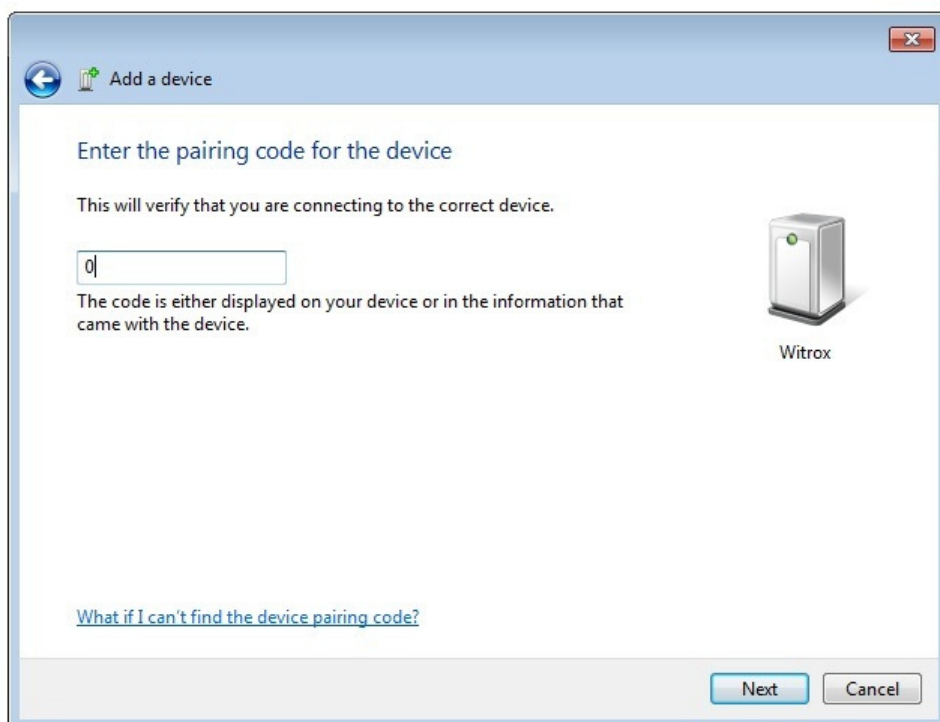 Add a device
Enter the pairing code for the device
This will verify that you are connecting to the correct device.
0
The code is either displayed on your device or in the information that
came with the device.
Witrox
What if I can't find the device pairing code?
Next
Cancel